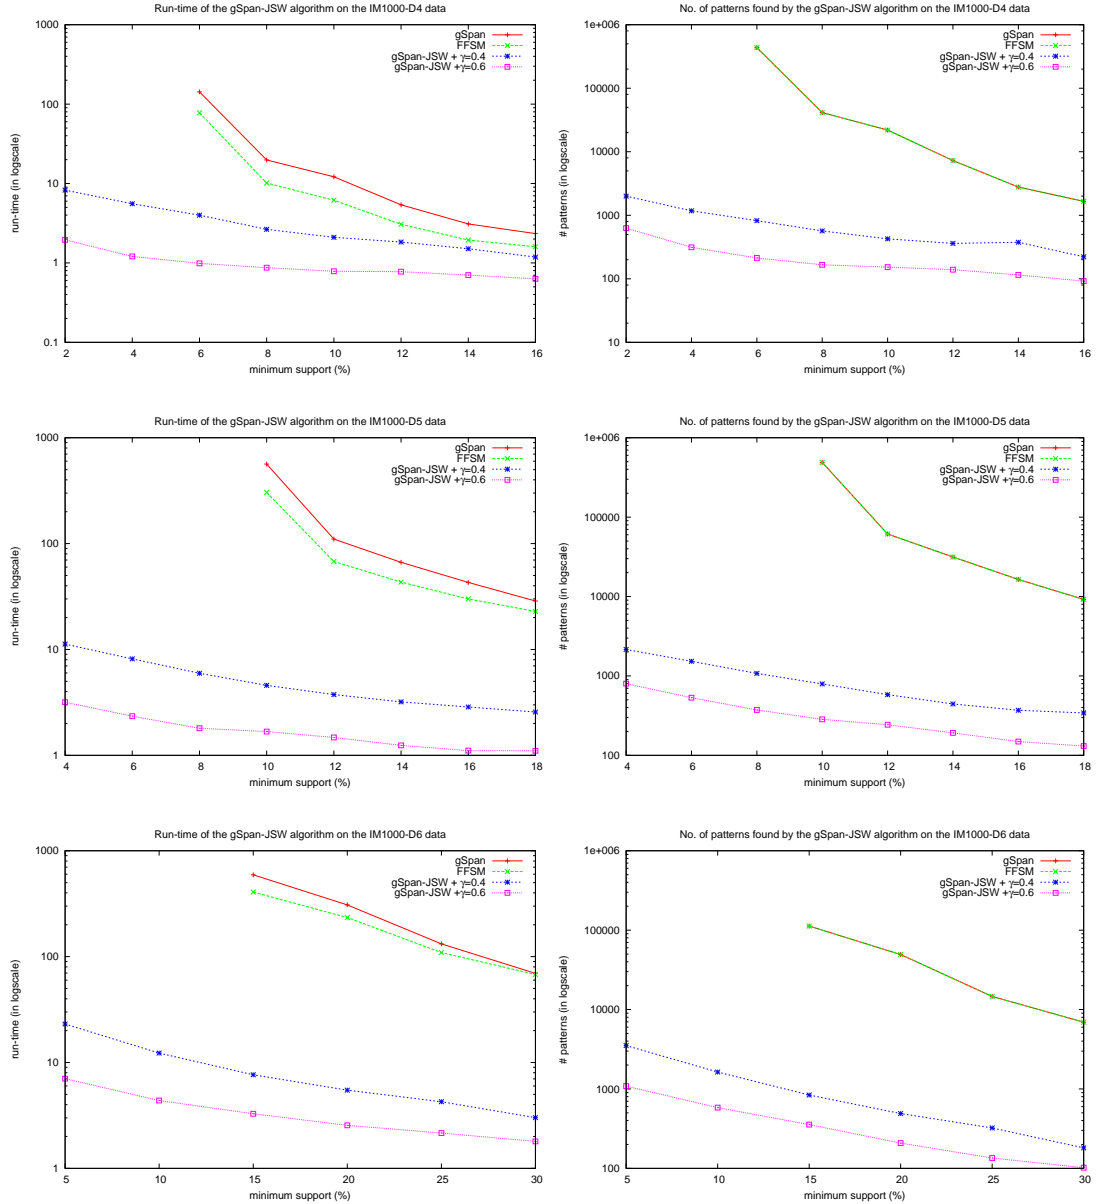 Run-time of the gSpan-JSW algorithm on the IM1000-D4 data
1000
100
10
1
0.1
run-time (in logscale)
gSpan
FFSM
gSpan-JSW + γ=0.4
gSpan-JSW +γ=0.6
2 4 6 8 10 12 14 16
minimum support (%)
No. of patterns found by the gSpan-JSW algorithm on the IM1000-D4 data
1e+006
100000
10000
1000
100
10
# patterns (in logscale)
gSpan
FFSM
gSpan-JSW + γ=0.4
gSpan-JSW +γ=0.6
2 4 6 8 10 12 14 16
minimum support (%)
Run-time of the gSpan-JSW algorithm on the IM1000-D5 data
1000
100
10
1
run-time (in logscale)
gSpan
FFSM
gSpan-JSW + γ=0.4
gSpan-JSW +γ=0.6
4 6 8 10 12 14 16 18
minimum support (%)
No. of patterns found by the gSpan-JSW algorithm on the IM1000-D5 data
1e+006
100000
10000
1000
100
# patterns (in logscale)
gSpan
FFSM
gSpan-JSW + γ=0.4
gSpan-JSW +γ=0.6
4 6 8 10 12 14 16 18
minimum support (%)
Run-time of the gSpan-JSW algorithm on the IM1000-D6 data
1000
100
10
1
run-time (in logscale)
gSpan
FFSM
gSpan-JSW + γ=0.4
gSpan-JSW +γ=0.6
5 10 15 20 25 30
minimum support (%)
No. of patterns found by the gSpan-JSW algorithm on the IM1000-D6 data
1e+006
100000
10000
1000
100
# patterns (in logscale)
gSpan
FFSM
gSpan-JSW + γ=0.4
gSpan-JSW +γ=0.6
5 10 15 20 25 30
minimum support (%)